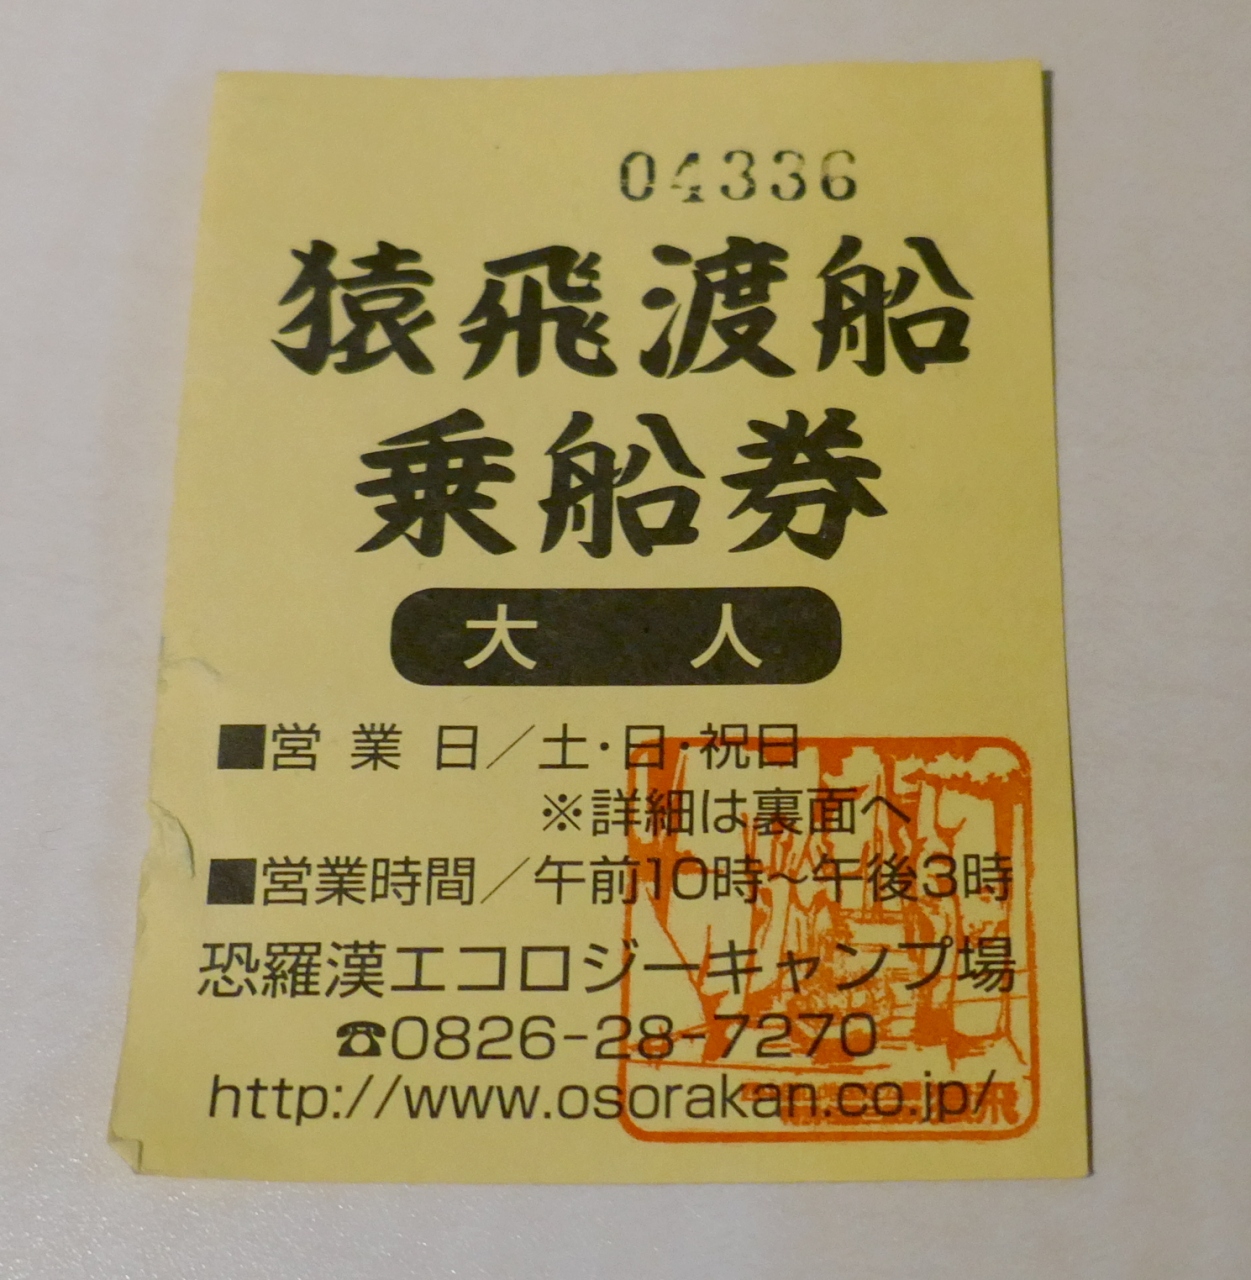 04336
猿飛渡船
乗船券
大人
■営業日／土・日・祝日
※詳細は裏面へ
■営業時間／午前10時～午後3時
恐羅漢エコロジーキャンプ場
☎0826-28-7270
http://www.osorakan.co.jp/